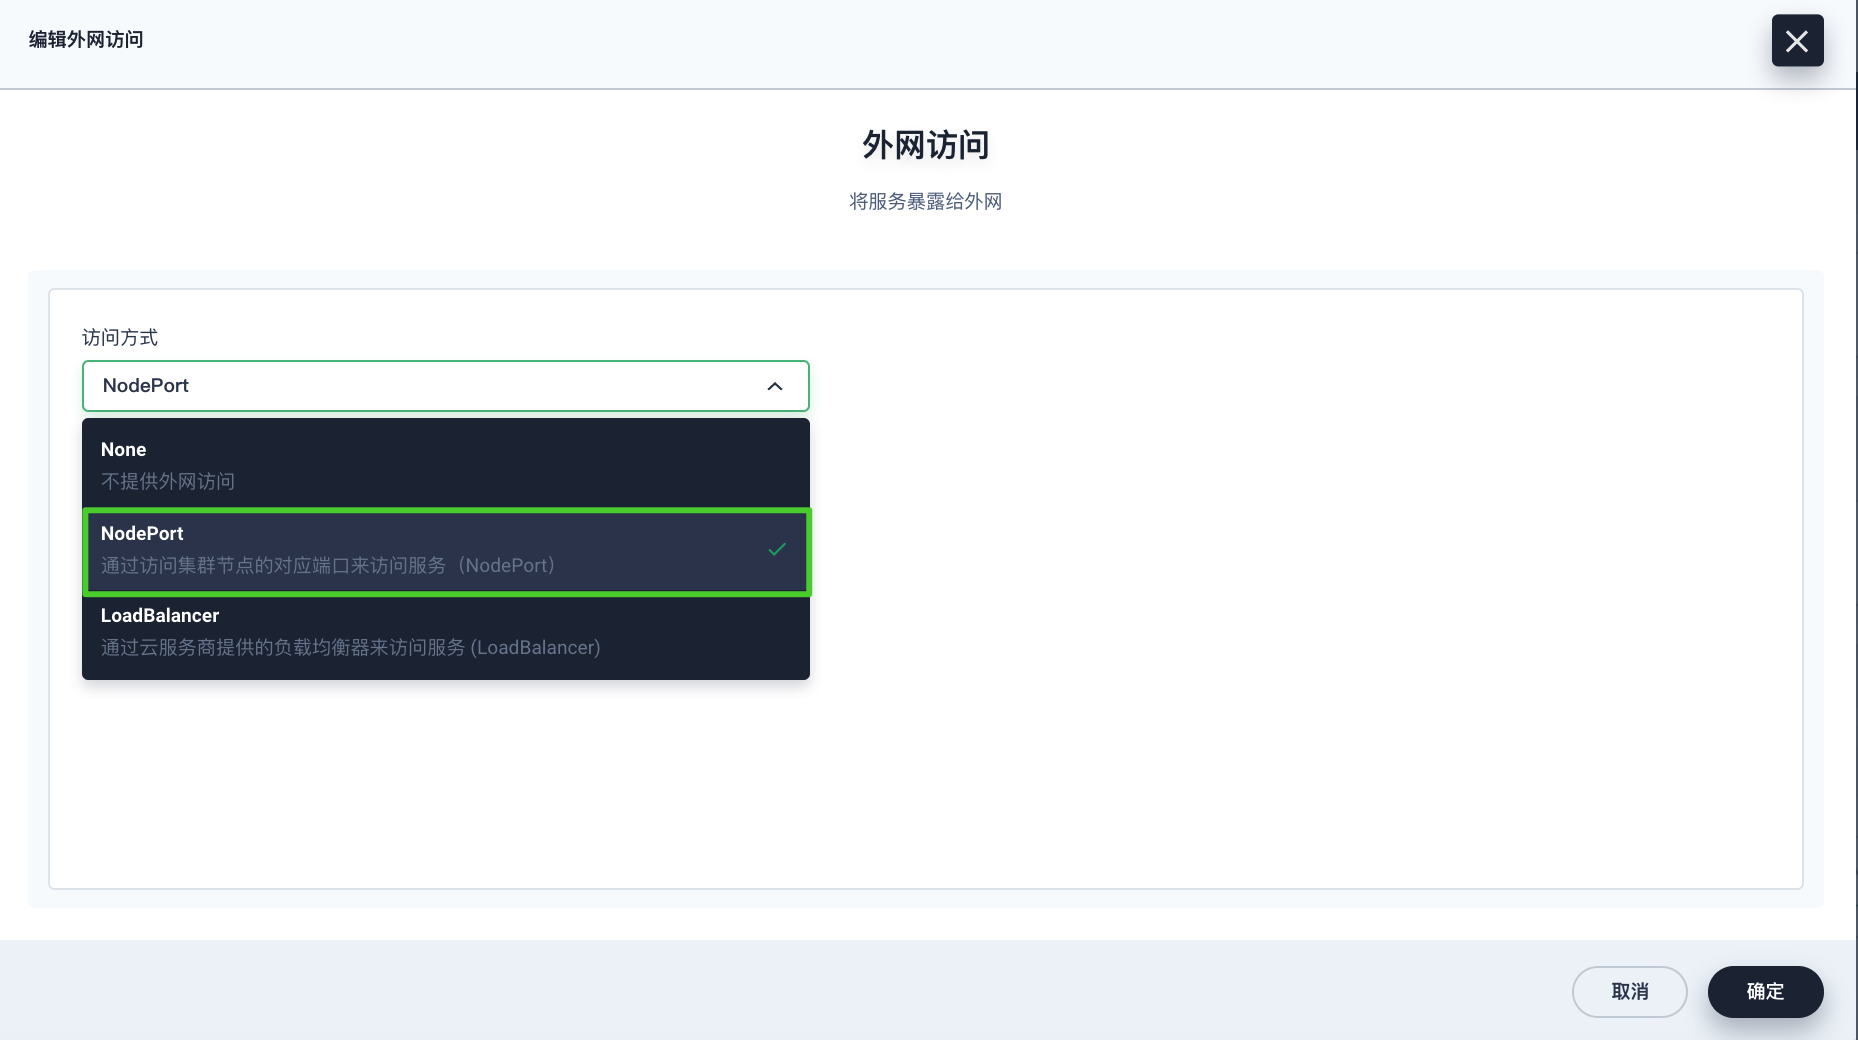 编辑外网访问
外网访问
将服务暴露给外网
访问方式
NodePort
None
不提供外网访问
NodePort
通过访问集群节点的对应端口来访问服务（NodePort）
LoadBalancer
通过云服务商提供的负载均衡器来访问服务 (LoadBalancer)
取消
确定